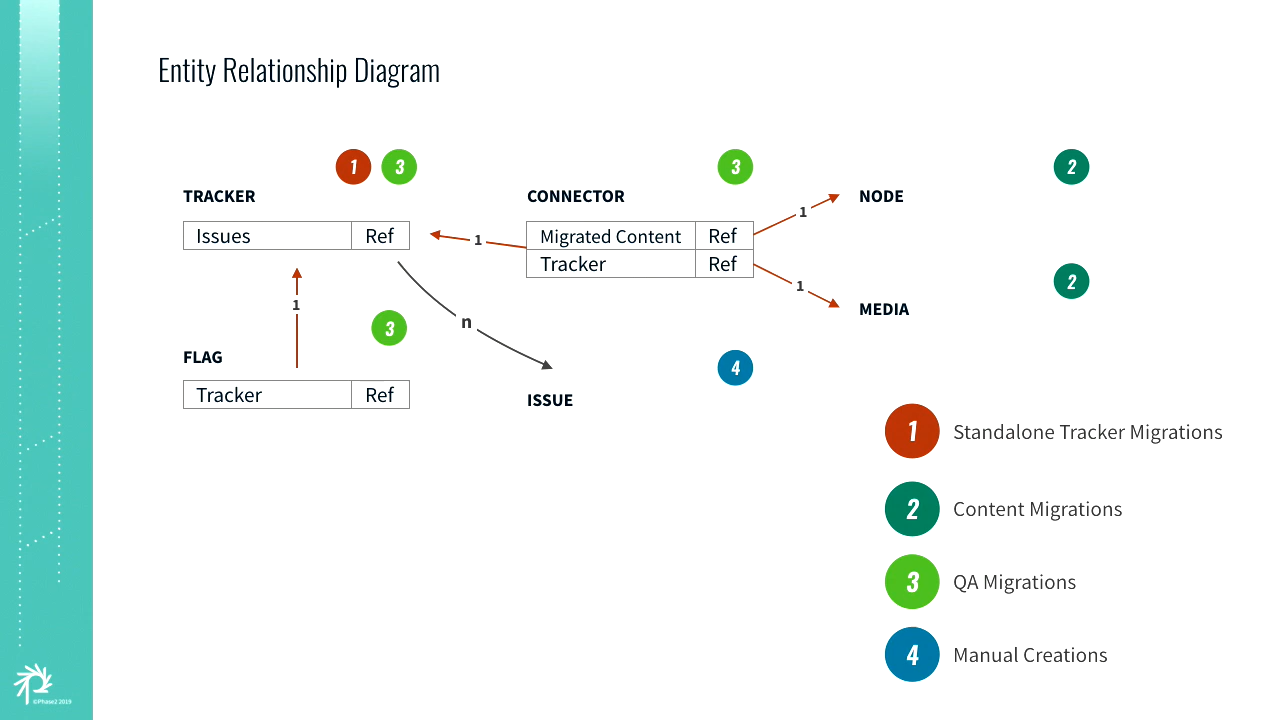 Entity Relationship Diagram
1 3
TRACKER
Issues Ref
3
CONNECTOR
Migrated Content Ref
Tracker Ref
2
NODE
1
1
1
2
MEDIA
1
n
3
FLAG
Tracker Ref
4
ISSUE
1 Standalone Tracker Migrations
2 Content Migrations
3 QA Migrations
4 Manual Creations
©Phase2 2019